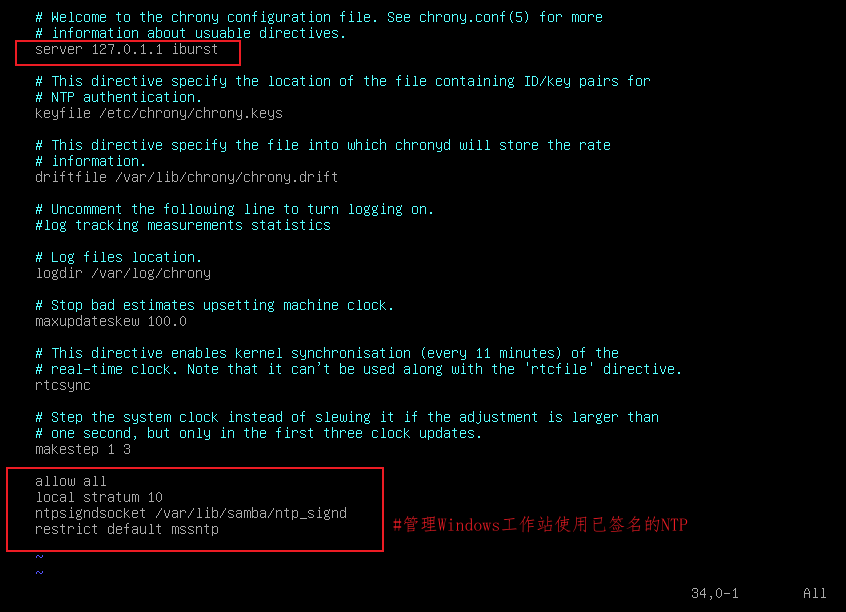 # Welcome to the chrony configuration file. See chrony.conf(5) for more
# information about usuable directives.
server 127.0.1.1 iburst
# This directive specify the location of the file containing ID/key pairs for
# NTP authentication.
keyfile /etc/chrony/chrony.keys
# This directive specify the file into which chronyd will store the rate
# information.
driftfile /var/lib/chrony/chrony.drift
# Uncomment the following line to turn logging on.
#log tracking measurements statistics
# Log files location.
logdir /var/log/chrony
# Stop bad estimates upsetting machine clock.
maxupdateskew 100.0
# This directive enables kernel synchronisation (every 11 minutes) of the
# real-time clock. Note that it can’t be used along with the 'rtcfile' directive.
rtcsync
# Step the system clock instead of slewing it if the adjustment is larger than
# one second, but only in the first three clock updates.
makestep 1 3
allow all
local stratum 10
ntpsigndsocket /var/lib/samba/ntp_signd
restrict default mssntp
#管理Windows工作站使用已签名的NTP
~
~
34,0-1 All